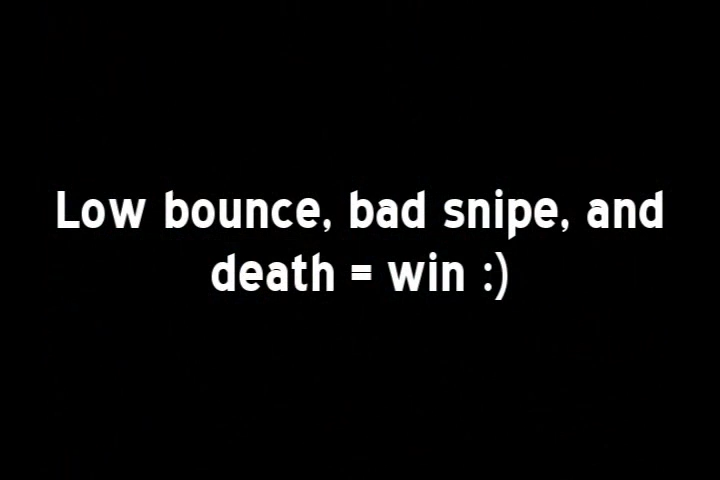 Low bounce, bad snipe, and
death = win :)